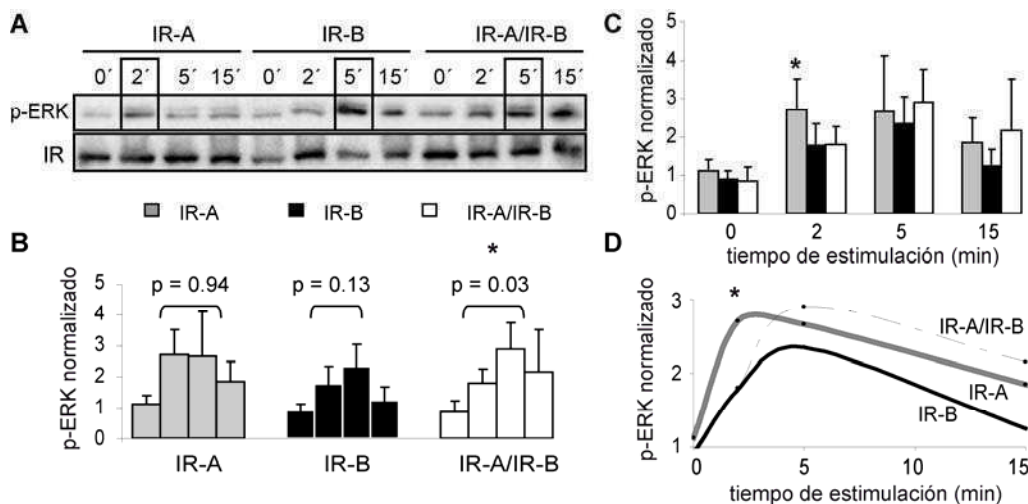 A
IR-A IR-B IR-A/IR-B
0´ 2´ 5´ 15´ 0´ 2´ 5´ 15´ 0´ 2´ 5´ 15´
p-ERK
IR
IR-A IR-B IR-A/IR-B
B
p-ERK normalizado
5
4
3
2
1
0
p = 0.94 p = 0.13 p = 0.03
*
IR-A IR-B IR-A/IR-B
C
p-ERK normalizado
5
4
3
2
1
0
*
0 2 5 15
tiempo de estimulación (min)
D
p-ERK normalizado
3
2
1
*
IR-A/IR-B
IR-A
IR-B
0 5 10 15
tiempo de estimulación (min)